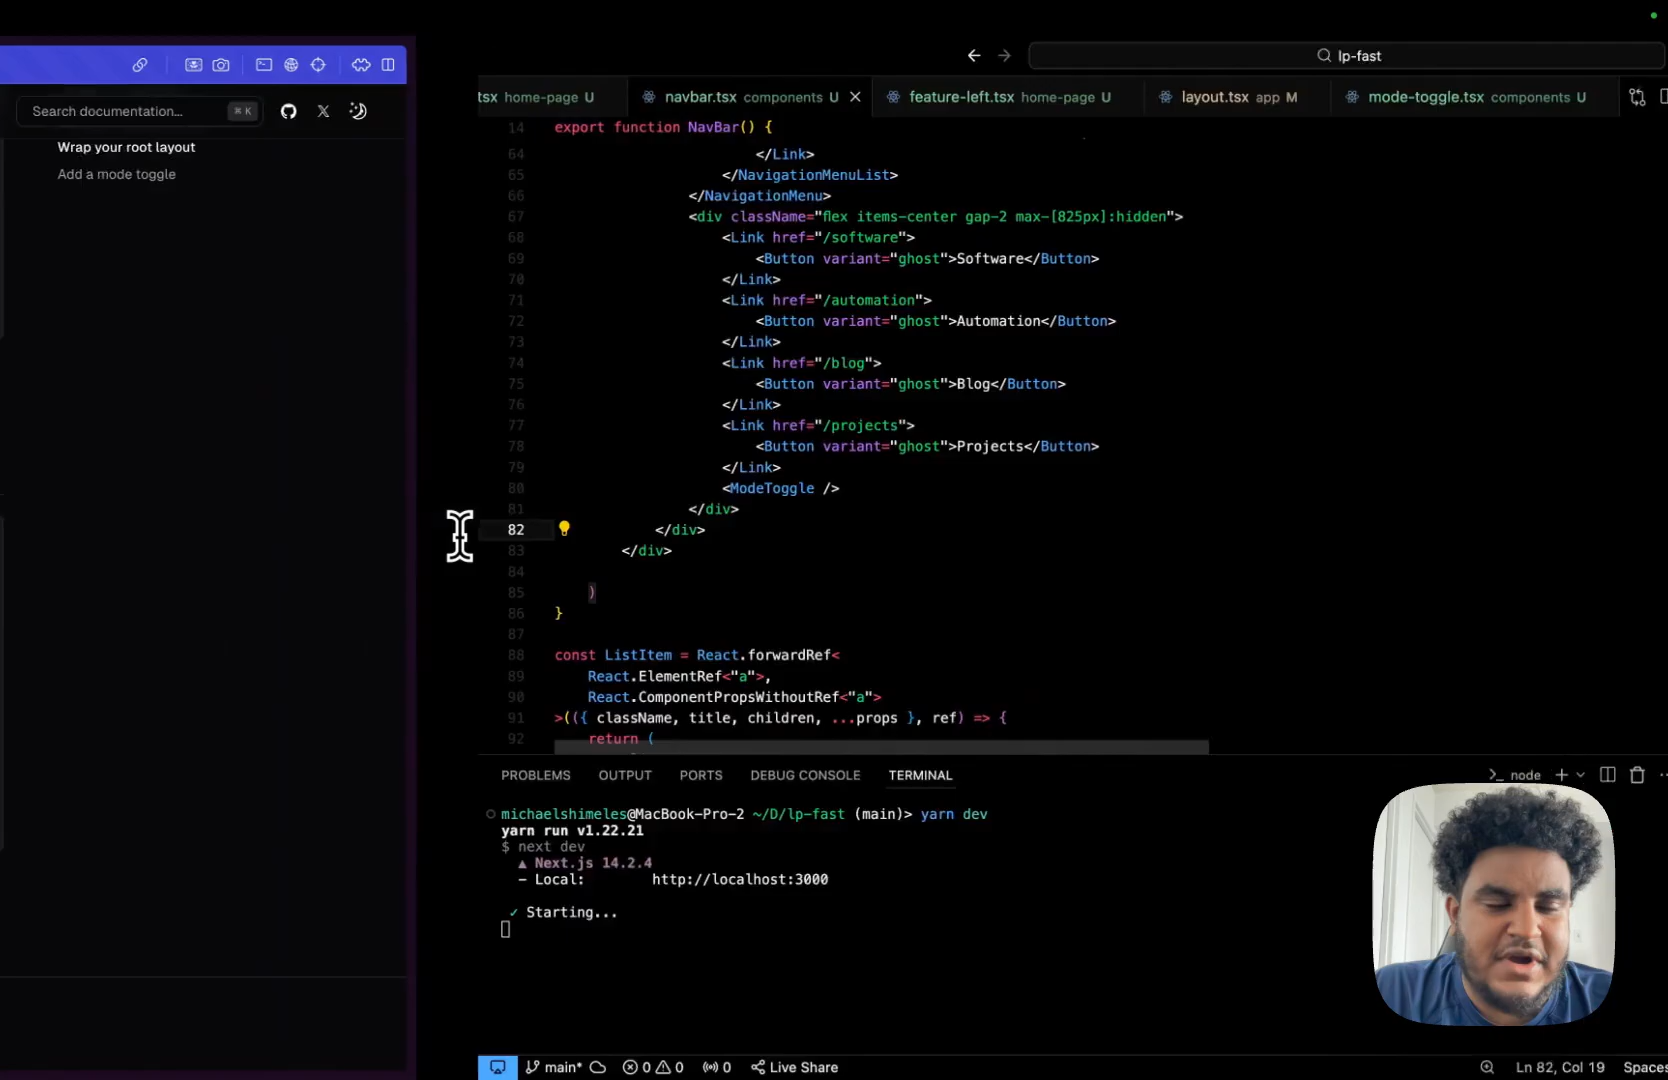 lp-fast
Search documentation...
⌘ K
Wrap your root layout
Add a mode toggle
tsx home-page U
navbar.tsx components U
feature-left.tsx home-page U
layout.tsx app M
mode-toggle.tsx components U
14 export function NavBar() {
64 </Link>
65 </NavigationMenuList>
66 </NavigationMenu>
67 <div className="flex items-center gap-2 max-[825px]:hidden">
68 <Link href="/software">
69 <Button variant="ghost">Software</Button>
70 </Link>
71 <Link href="/automation">
72 <Button variant="ghost">Automation</Button>
73 </Link>
74 <Link href="/blog">
75 <Button variant="ghost">Blog</Button>
76 </Link>
77 <Link href="/projects">
78 <Button variant="ghost">Projects</Button>
79 </Link>
80 <ModeToggle />
81 </div>
82 </div>
83 </div>
84
85 )
86 }
87
88 const ListItem = React.forwardRef<
89 React.ElementRef<"a">,
90 React.ComponentPropsWithoutRef<"a">
91 >(({ className, title, children, ...props }, ref) => {
92 return (
PROBLEMS OUTPUT PORTS DEBUG CONSOLE TERMINAL
node
michaelshimeles@MacBook-Pro-2 ~/D/lp-fast (main)> yarn dev
yarn run v1.22.21
$ next dev
▲ Next.js 14.2.4
- Local: http://localhost:3000
✓ Starting...
main* 0 0 0 Live Share
Ln 82, Col 19 Spaces